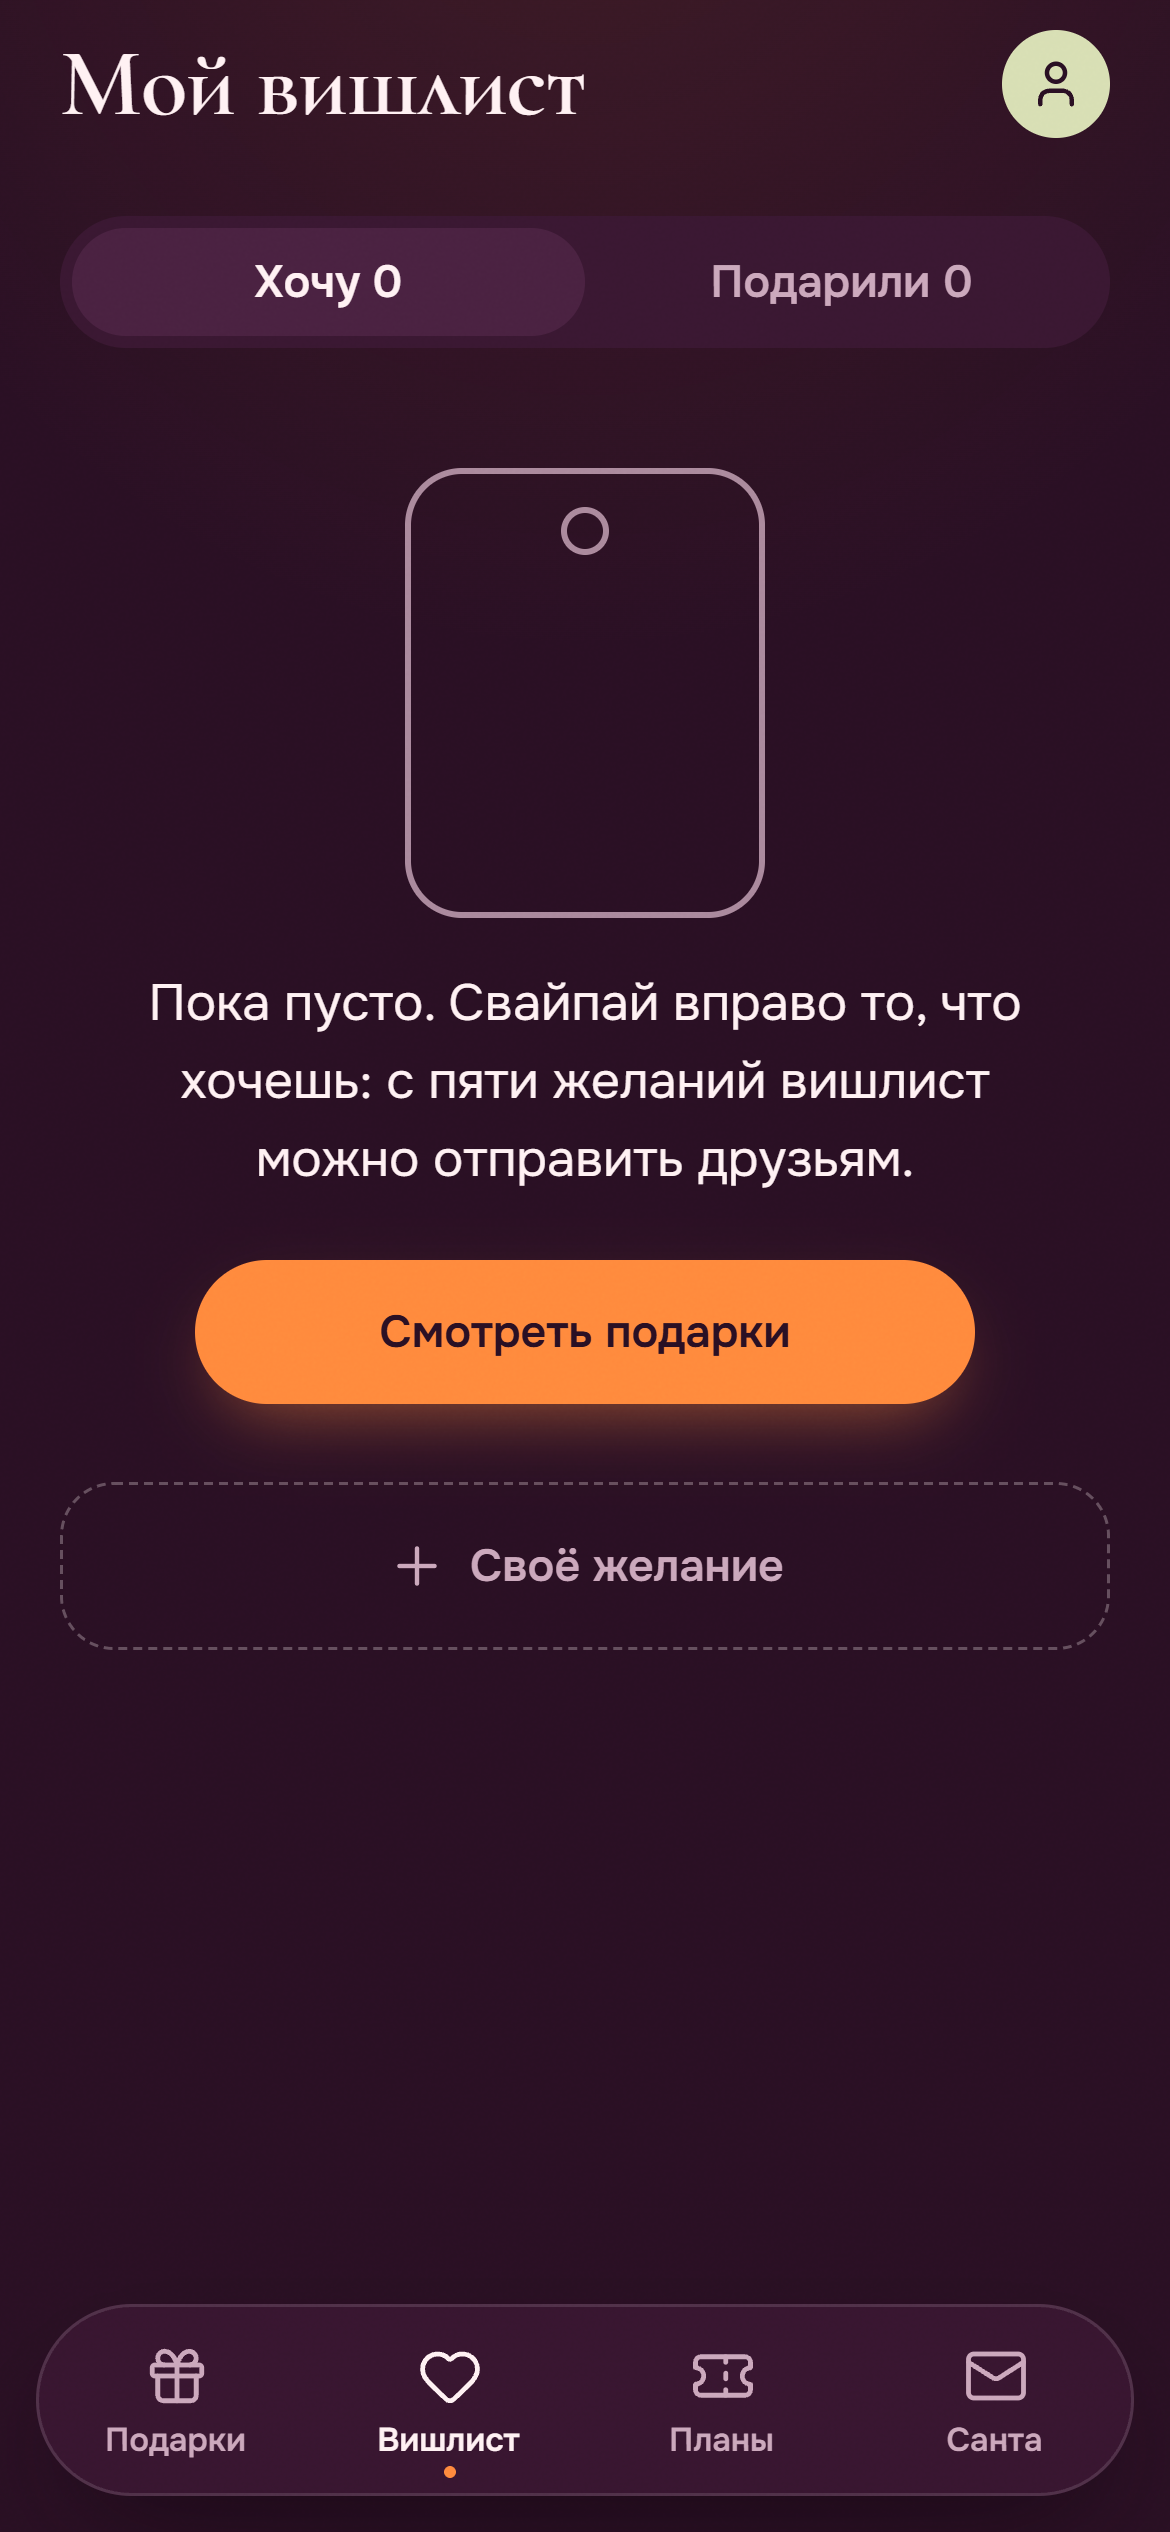 Мой вишлист
Хочу 0
Подарили 0
Пока пусто. Свайпай вправо то, что
хочешь: с пяти желаний вишлист
можно отправить друзьям.
Смотреть подарки
Своё желание
Подарки
Вишлист
Планы
Санта